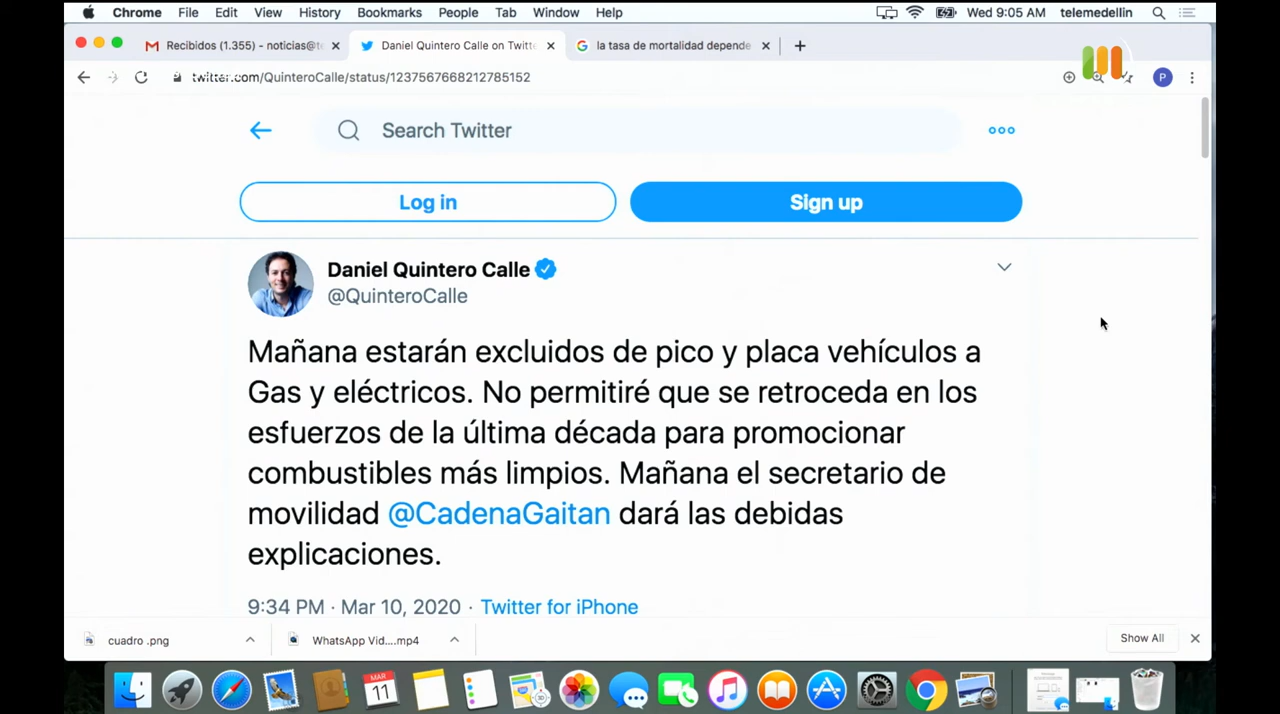 Chrome File Edit View History Bookmarks People Tab Window Help Wed 9:05 AM telemedellin
Recibidos (1.355) - noticias@te Daniel Quintero Calle on Twitte la tasa de mortalidad depende
twitter.com/QuinteroCalle/status/1237567668212785152 P
Search Twitter
Log in Sign up
Daniel Quintero Calle
@QuinteroCalle
Mañana estarán excluidos de pico y placa vehículos a
Gas y eléctricos. No permitiré que se retroceda en los
esfuerzos de la última década para promocionar
combustibles más limpios. Mañana el secretario de
movilidad @CadenaGaitan dará las debidas
explicaciones.
9:34 PM · Mar 10, 2020 · Twitter for iPhone
cuadro .png WhatsApp Vid....mp4 Show All
MAR
11